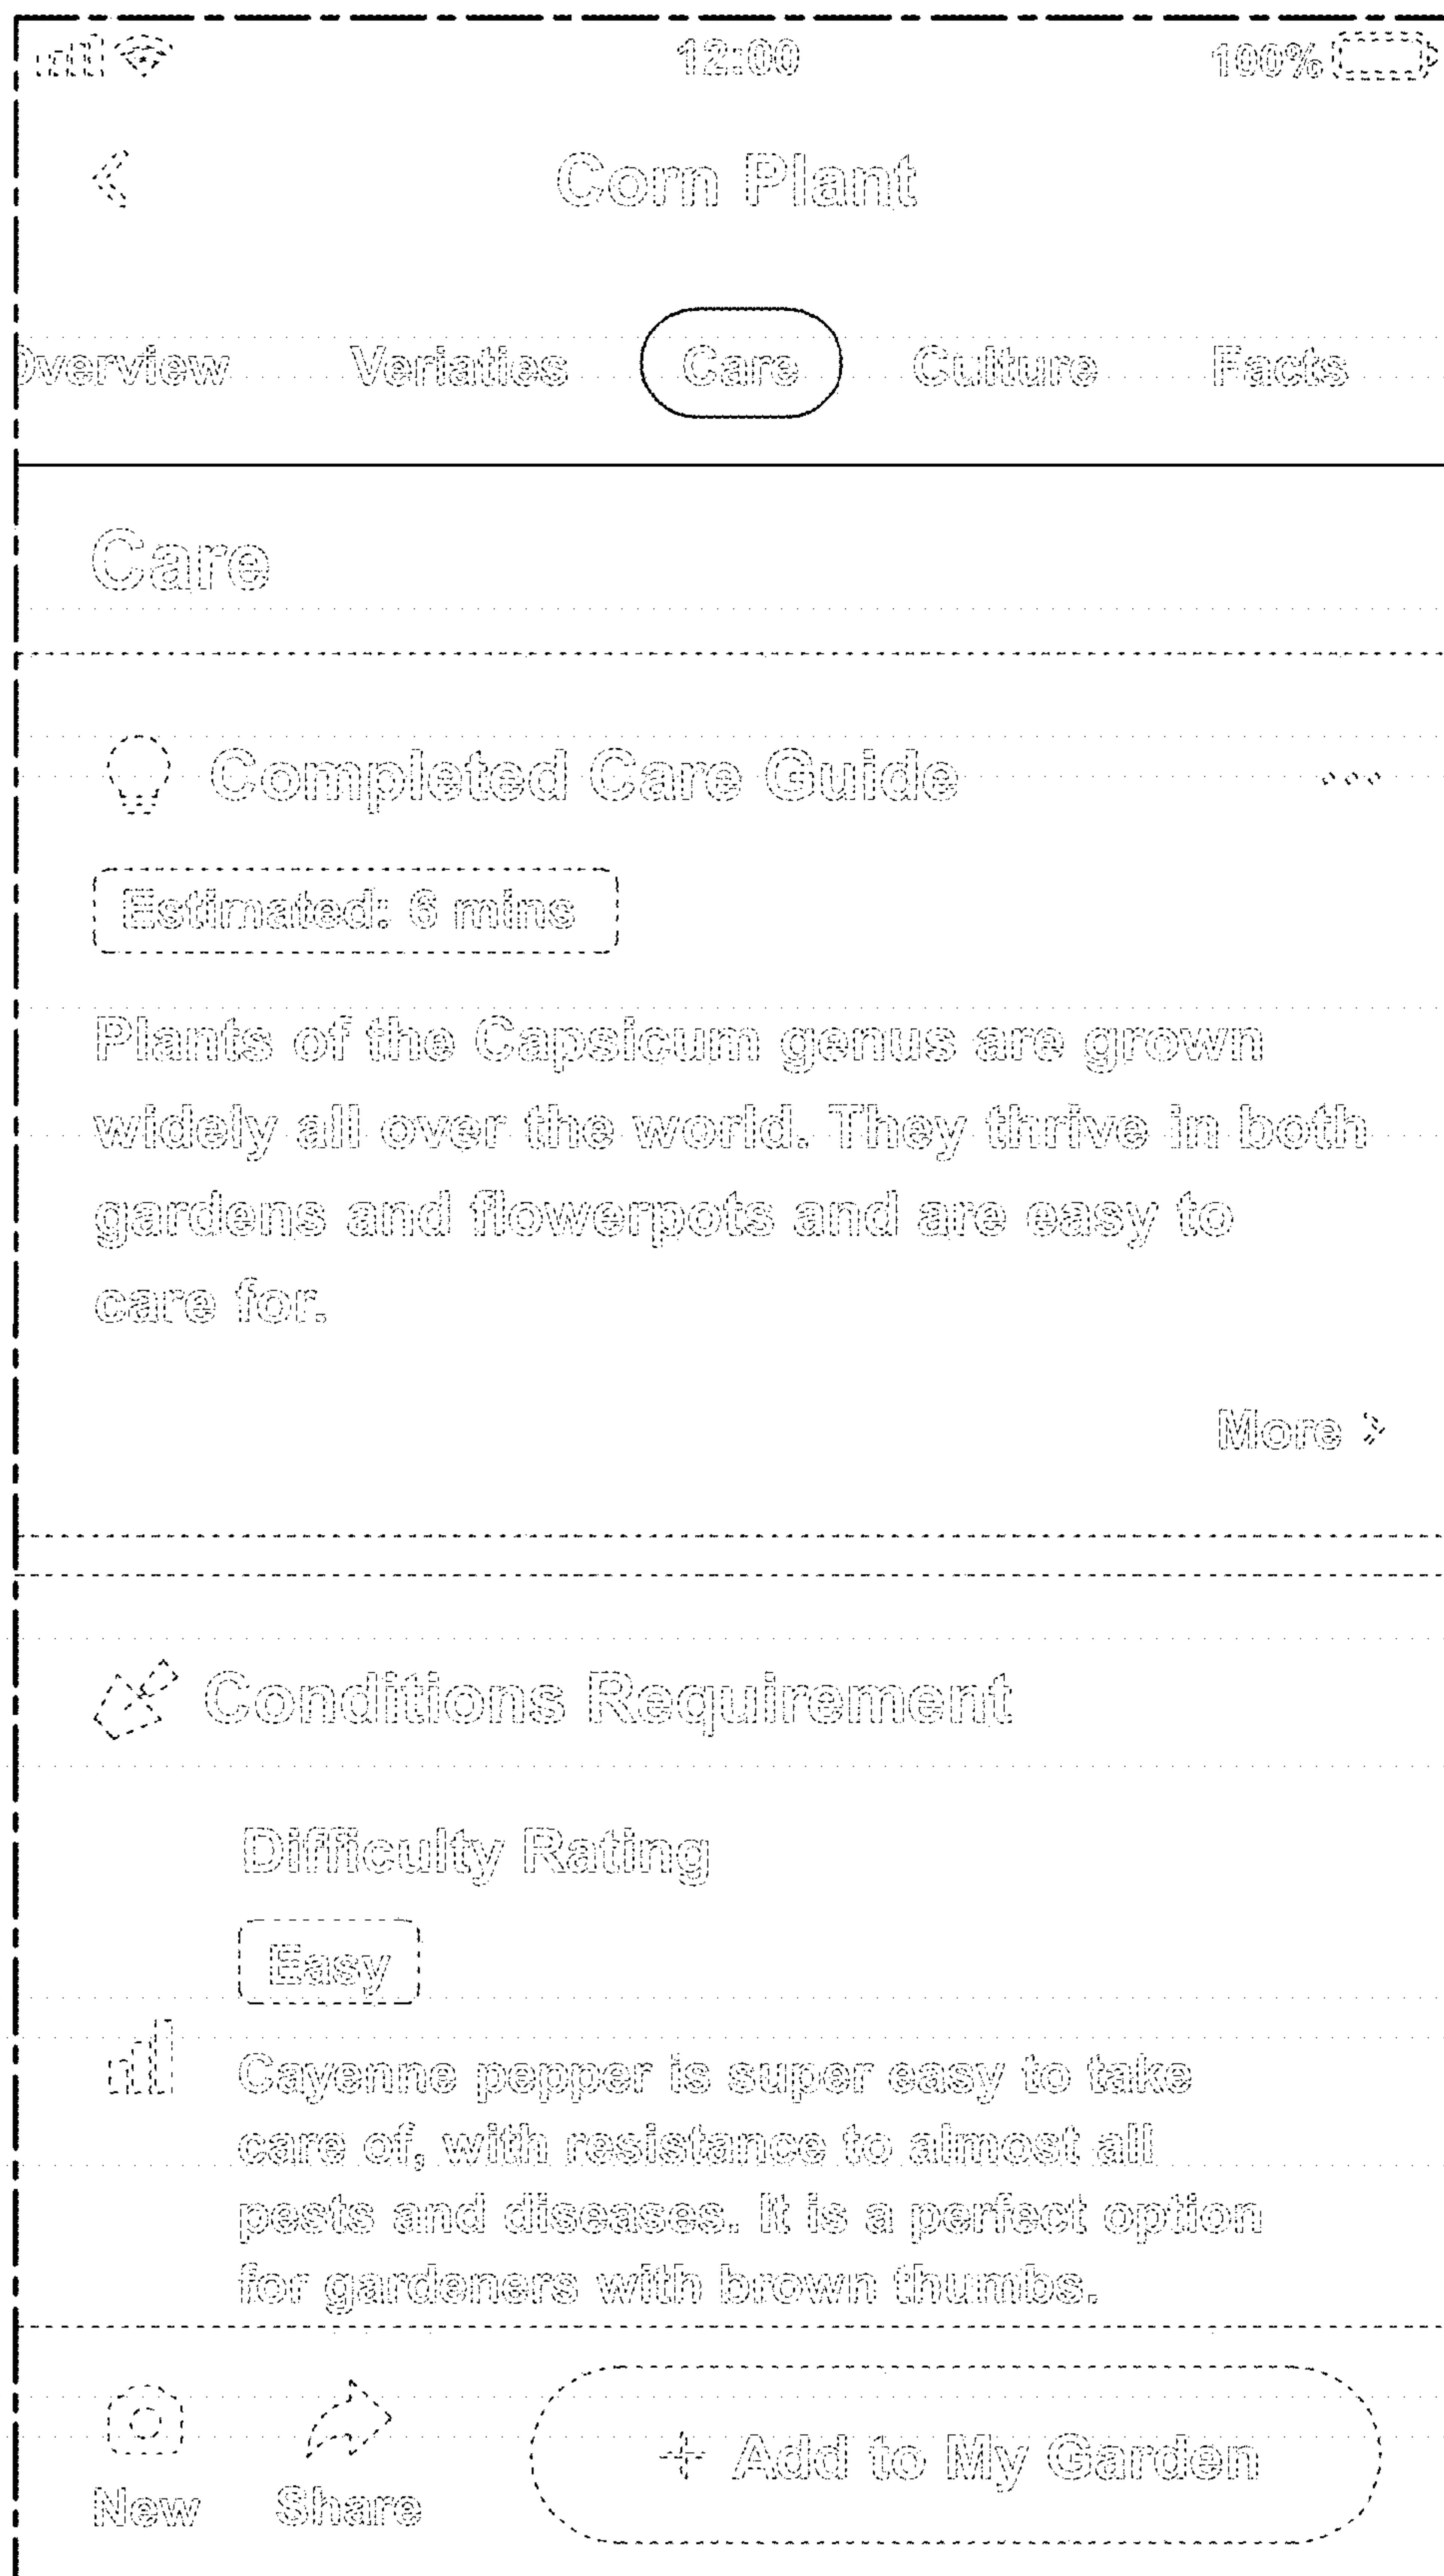 12:00 100%
Corn Plant
Overview Veriaties Care Culture Facts
Care
Completed Care Guide
Estimated: 6 mins
Plants of the Capsicum genus are grown
widely all over the world. They thrive in both
gardens and flowerpots and are easy to
care for.
More
Conditions Requirement
Difficulty Rating
Easy
Cayenne pepper is super easy to take
care of, with resistance to almost all
pests and diseases. It is a perfect option
for gardeners with brown thumbs.
+ Add to My Garden
New Share